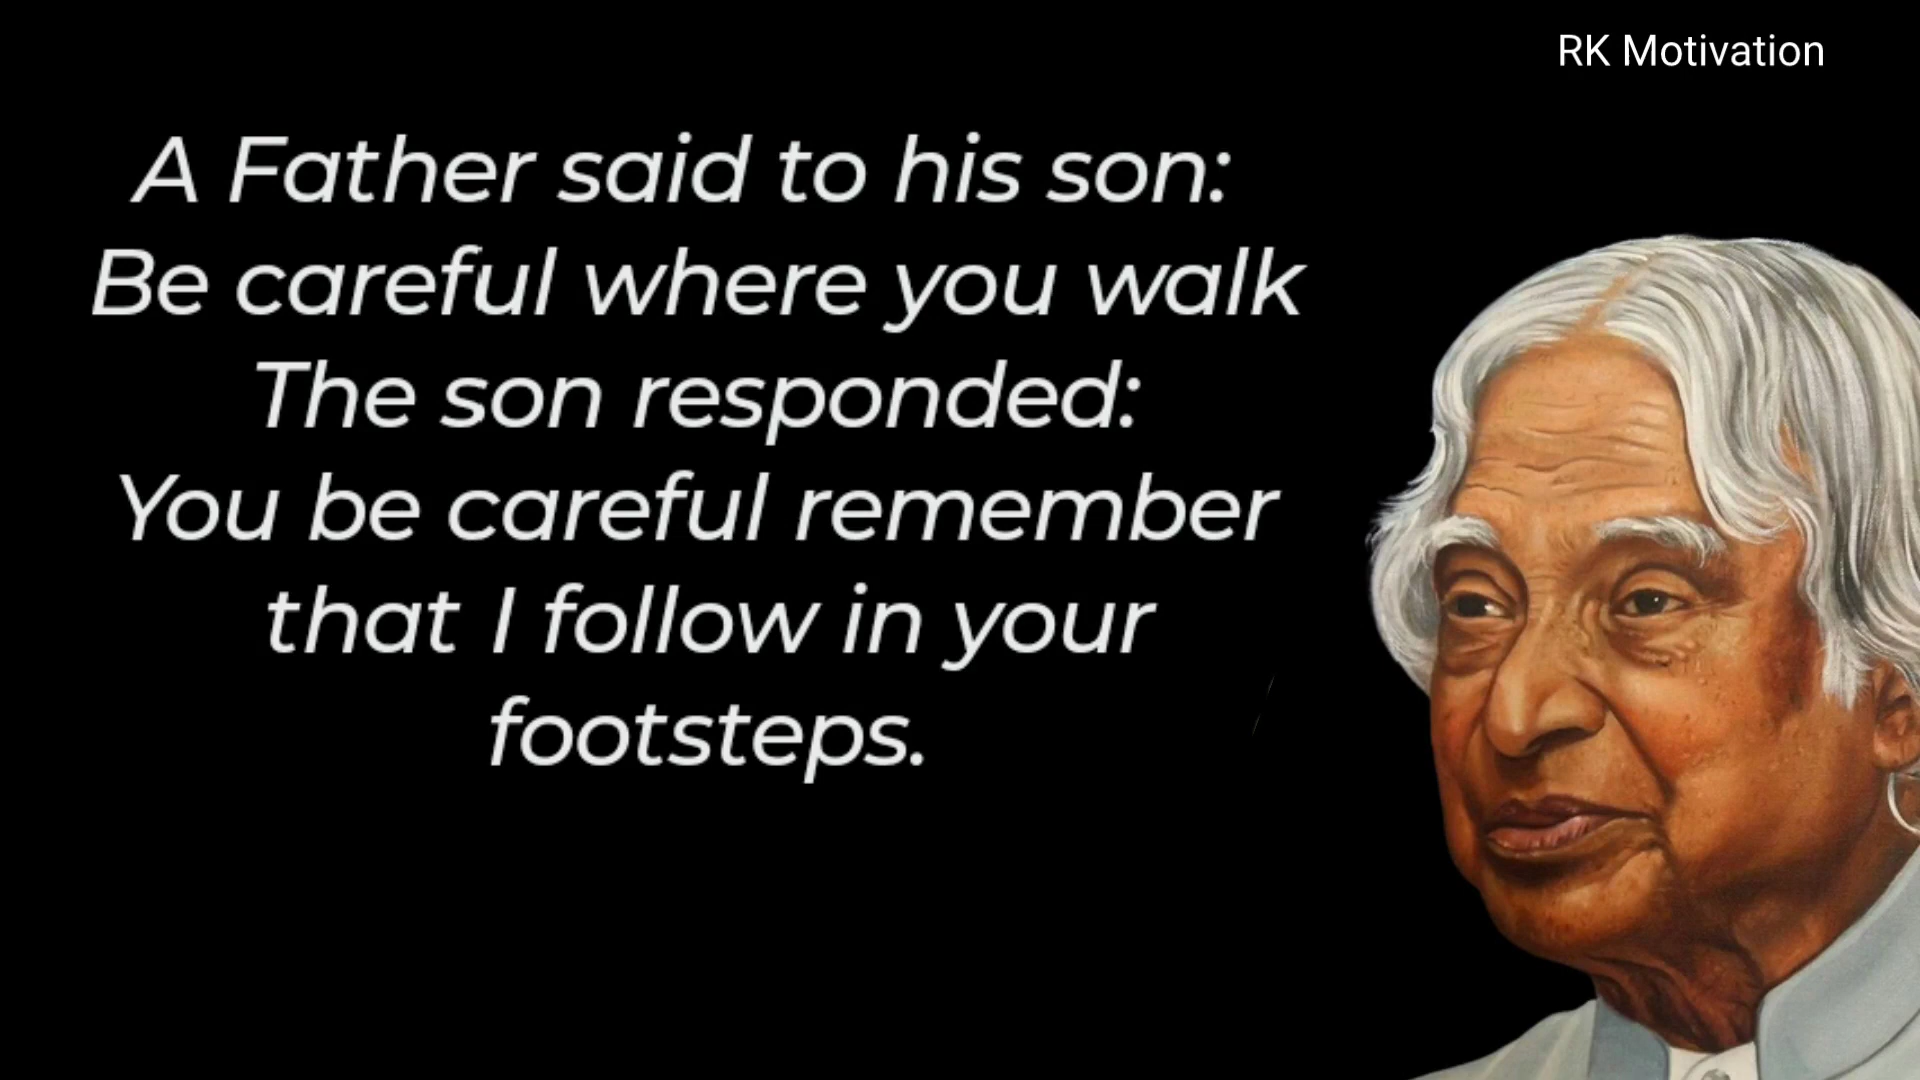 RK Motivation
A Father said to his son:
Be careful where you walk
The son responded:
You be careful remember
that I follow in your
footsteps.